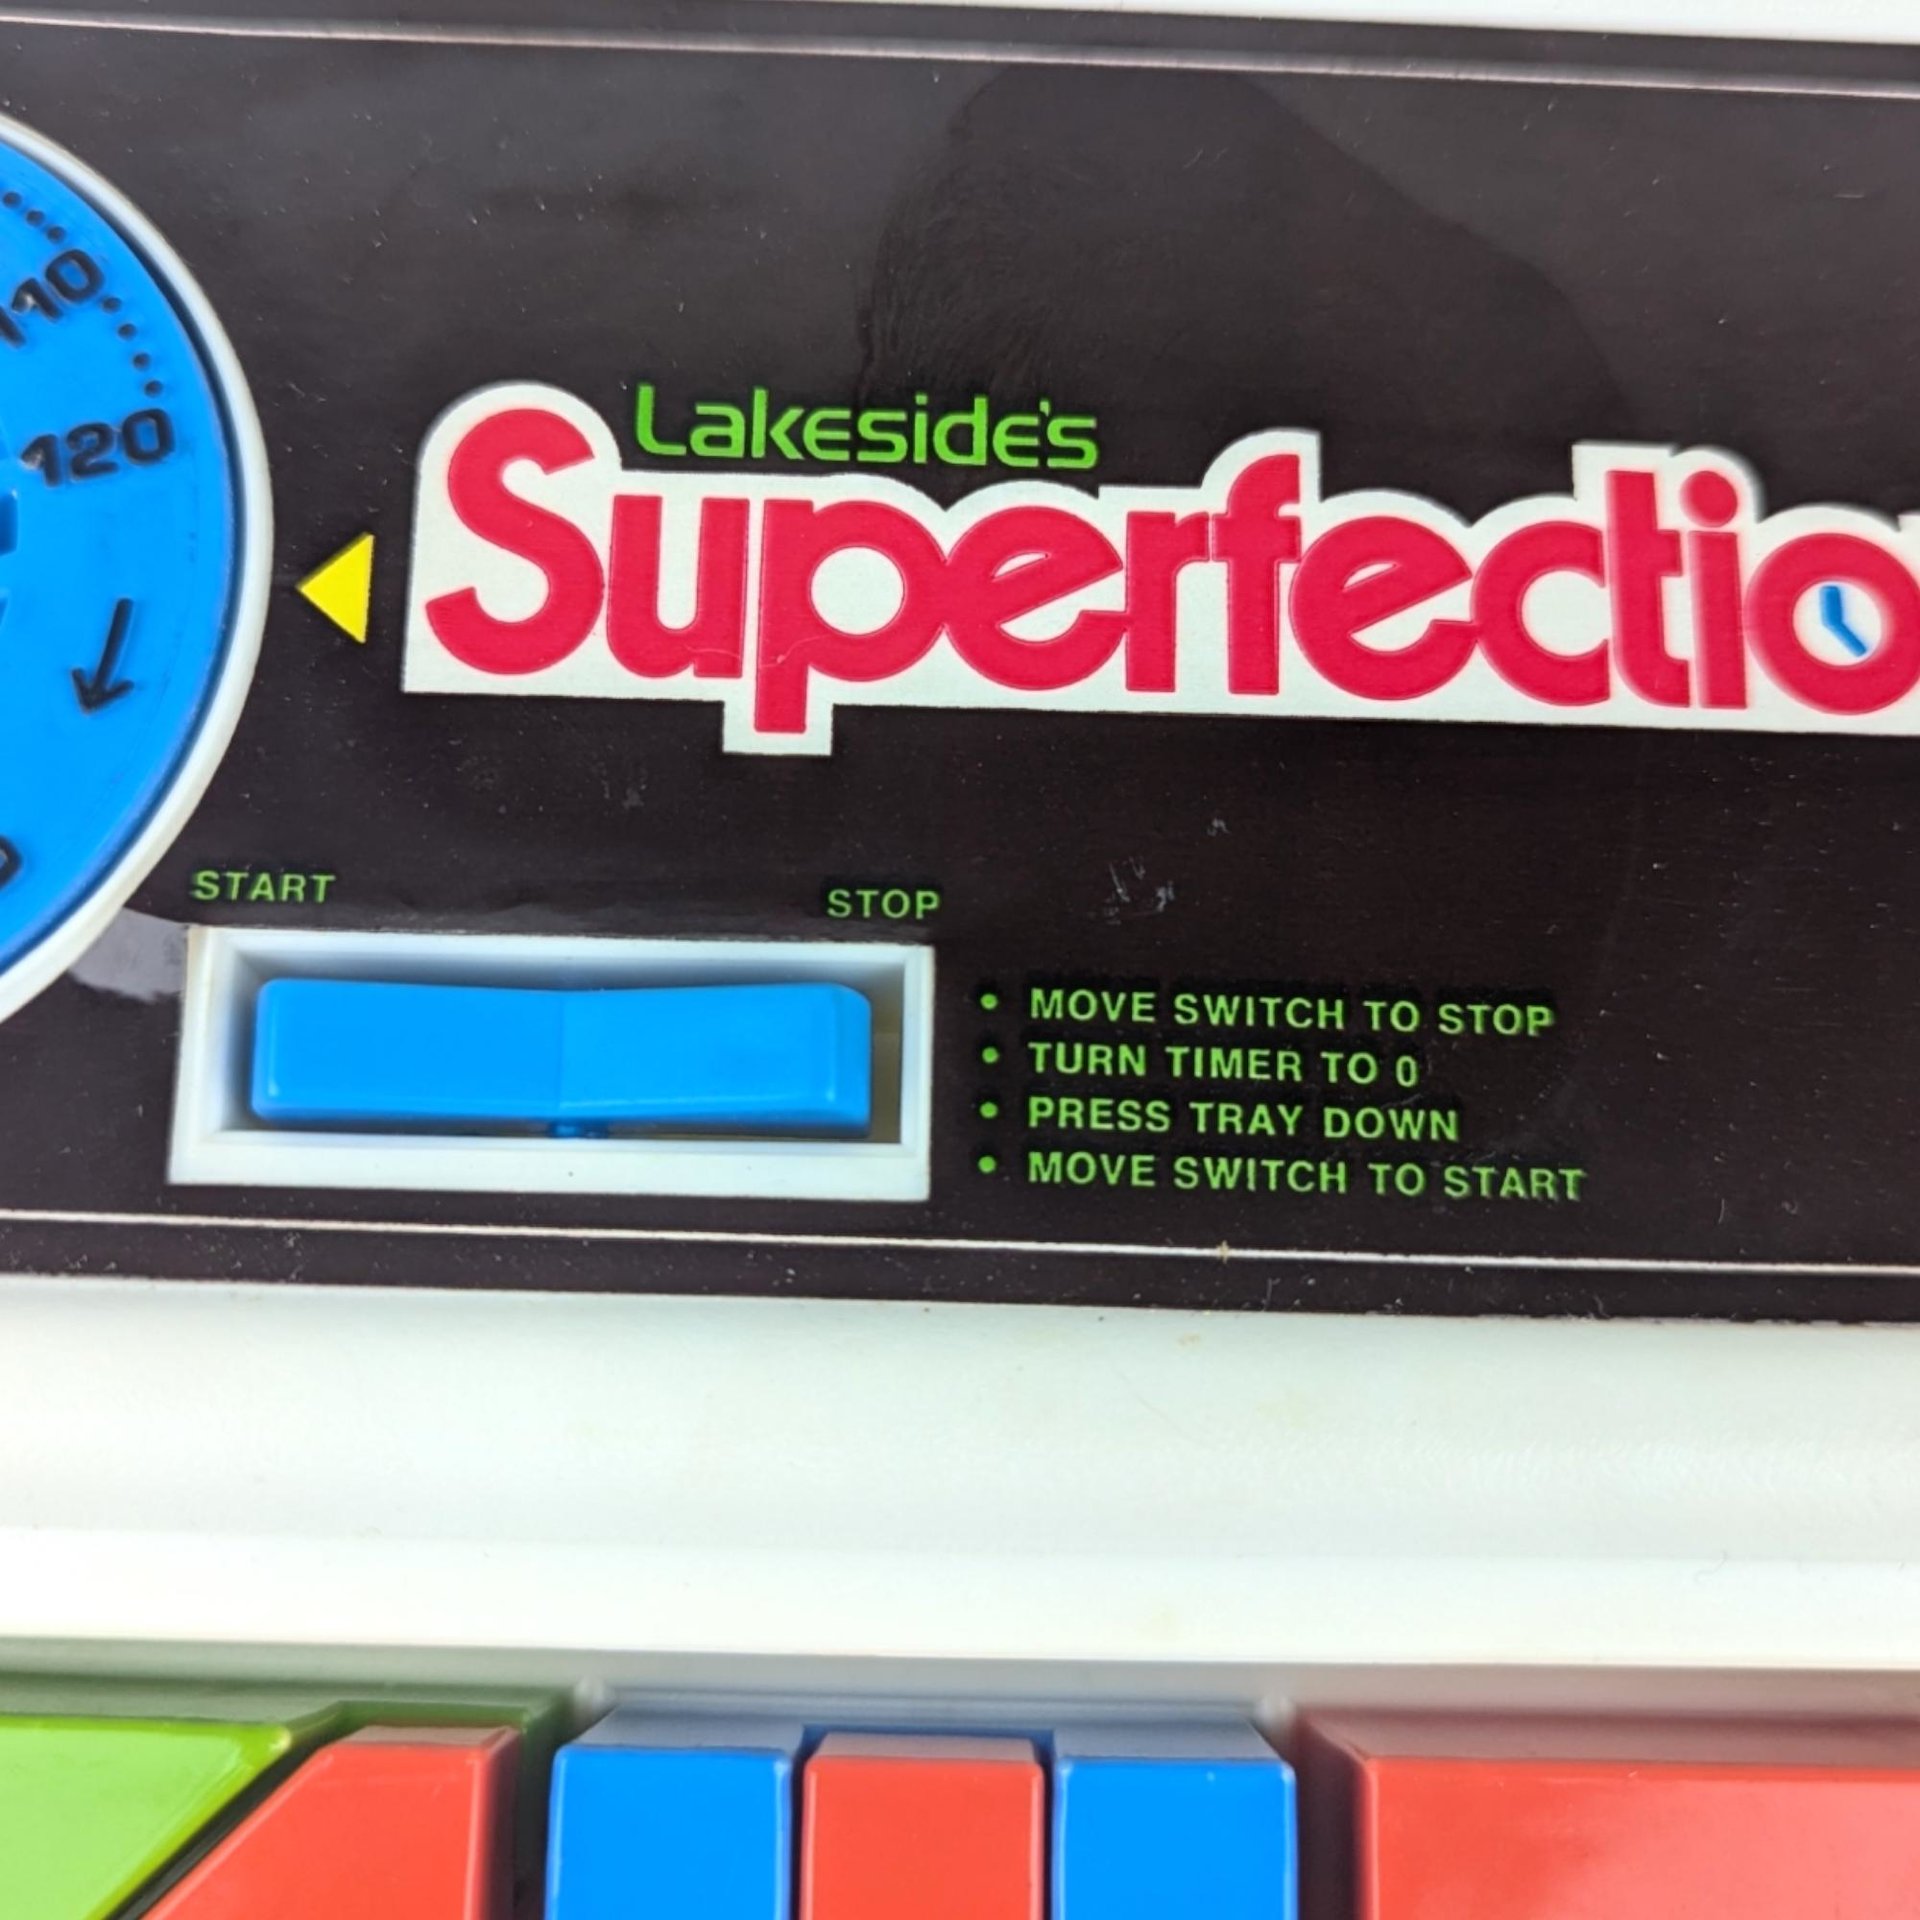 110
120
Lakeside's
Superfectio
START
STOP
• MOVE SWITCH TO STOP
• TURN TIMER TO 0
• PRESS TRAY DOWN
• MOVE SWITCH TO START